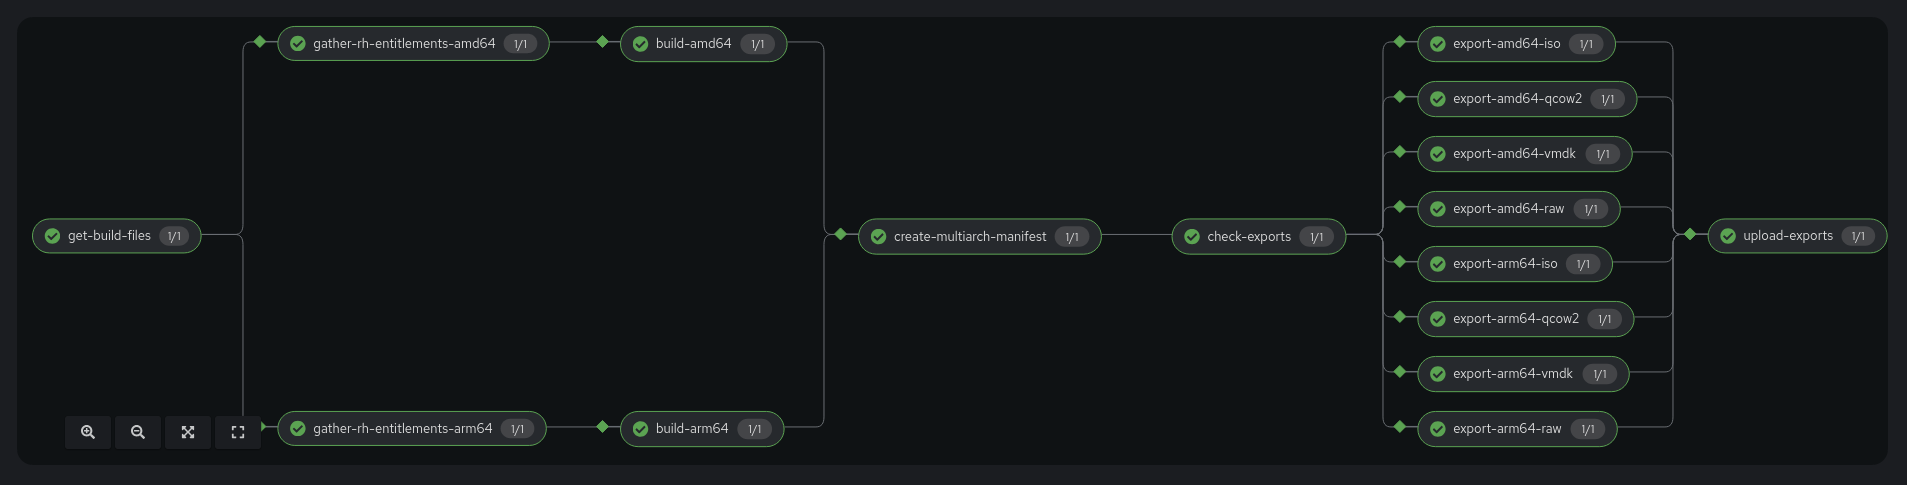 get-build-files 1/1
gather-rh-entitlements-amd64 1/1
build-amd64 1/1
gather-rh-entitlements-arm64 1/1
build-arm64 1/1
create-multiarch-manifest 1/1
check-exports 1/1
export-amd64-iso 1/1
export-amd64-qcow2 1/1
export-amd64-vmdk 1/1
export-amd64-raw 1/1
export-arm64-iso 1/1
export-arm64-qcow2 1/1
export-arm64-vmdk 1/1
export-arm64-raw 1/1
upload-exports 1/1